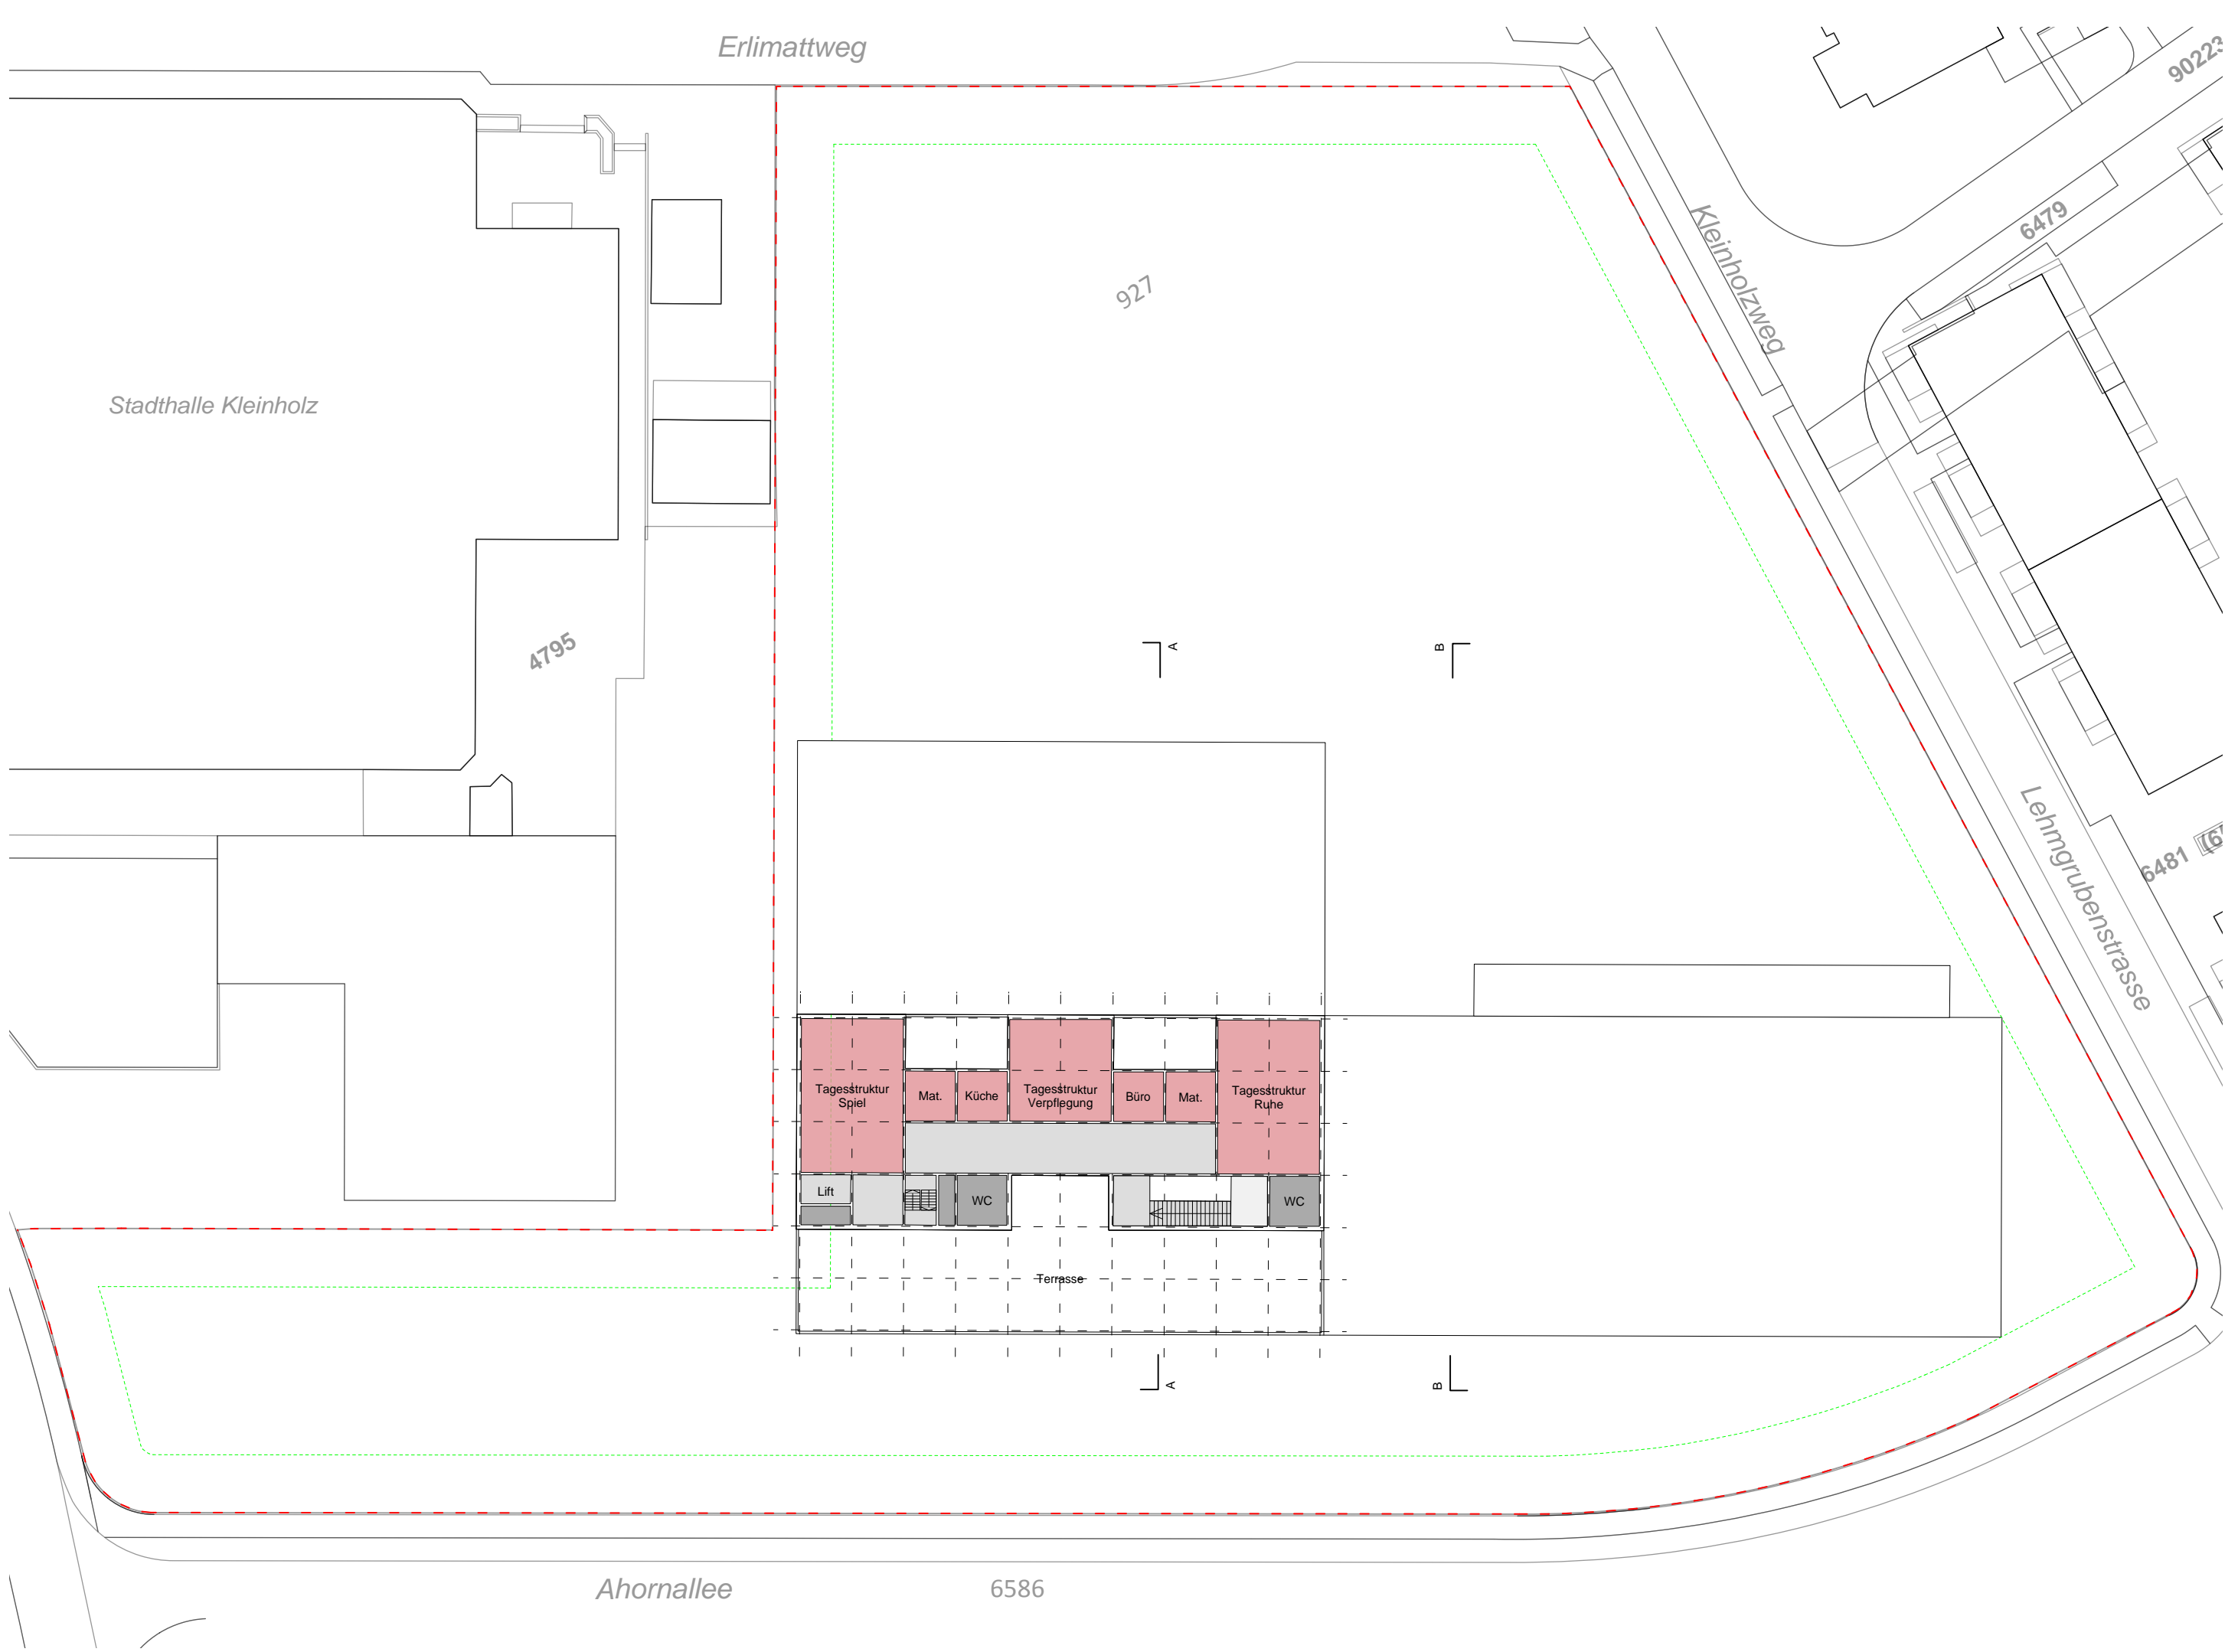 Erlimattweg
90223
6479
Kleinholzweg
927
Stadthalle Kleinholz
4795
A
B
Lehmgrubenstrasse
6481
Tagesstruktur
Spiel
Mat.
Küche
Tagesstruktur
Verpflegung
Büro
Mat.
Tagesstruktur
Ruhe
Lift
WC
WC
Terrasse
A
B
Ahornallee
6586